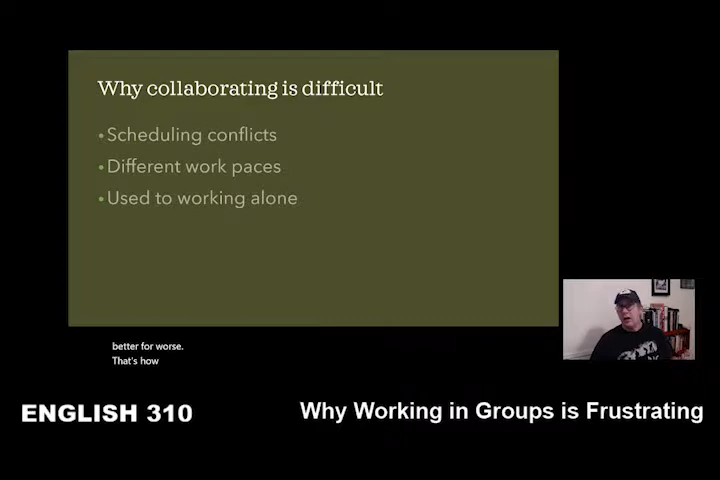 Why collaborating is difficult
• Scheduling conflicts
• Different work paces
• Used to working alone
better for worse.
That's how
ENGLISH 310
Why Working in Groups is Frustrating